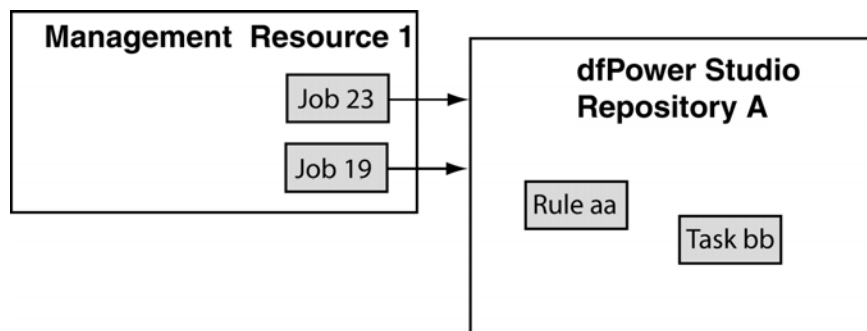 Management Resource 1
Job 23
Job 19
dfPower Studio
Repository A
Rule aa
Task bb